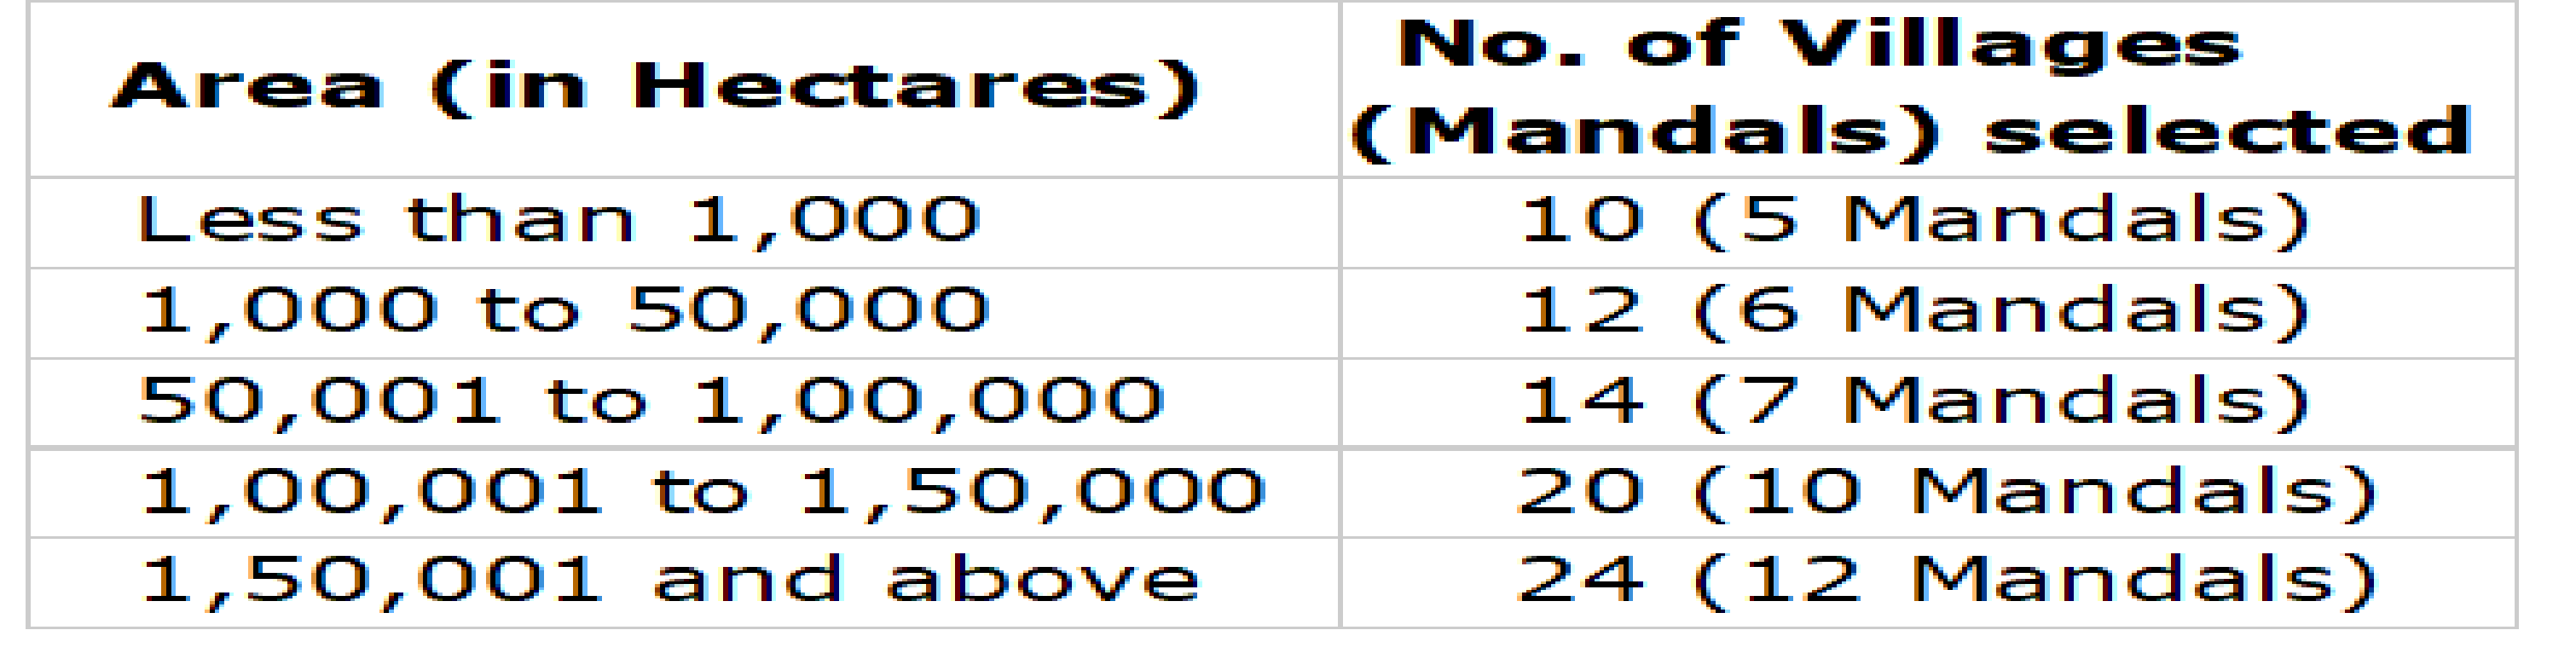 Area (in Hectares)
No. of Villages
(Mandals) selected
Less than 1,000
10 (5 Mandals)
1,000 to 50,000
12 (6 Mandals)
50,001 to 1,00,000
14 (7 Mandals)
1,00,001 to 1,50,000
20 (10 Mandals)
1,50,001 and above
24 (12 Mandals)